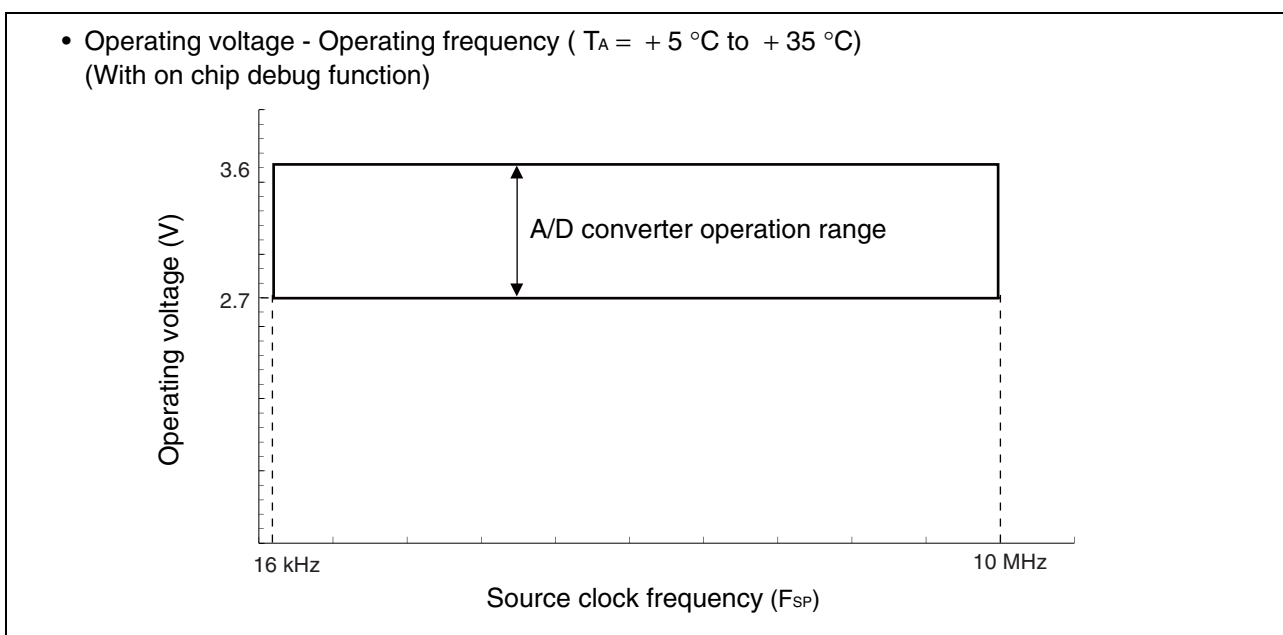 • Operating voltage - Operating frequency ( TA = + 5 °C to + 35 °C)
(With on chip debug function)
3.6
A/D converter operation range
2.7
Operating voltage (V)
16 kHz
10 MHz
Source clock frequency (FSP)